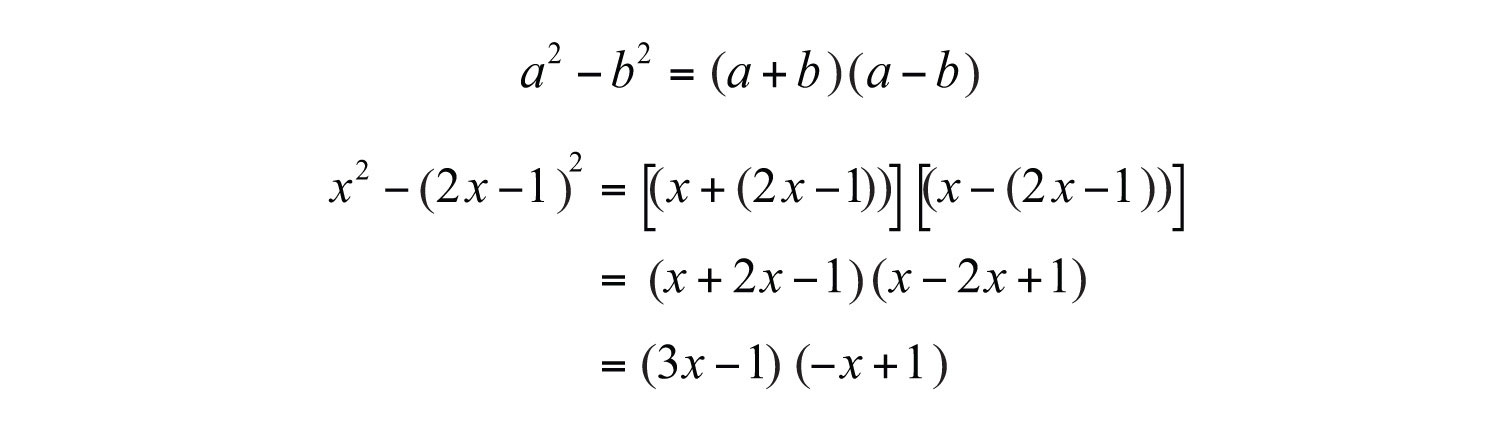 a² − b² = (a + b)(a − b)
x² − (2x − 1)² = [(x + (2x − 1))] [(x − (2x − 1))]
= (x + 2x − 1)(x − 2x + 1)
= (3x − 1) (−x + 1)